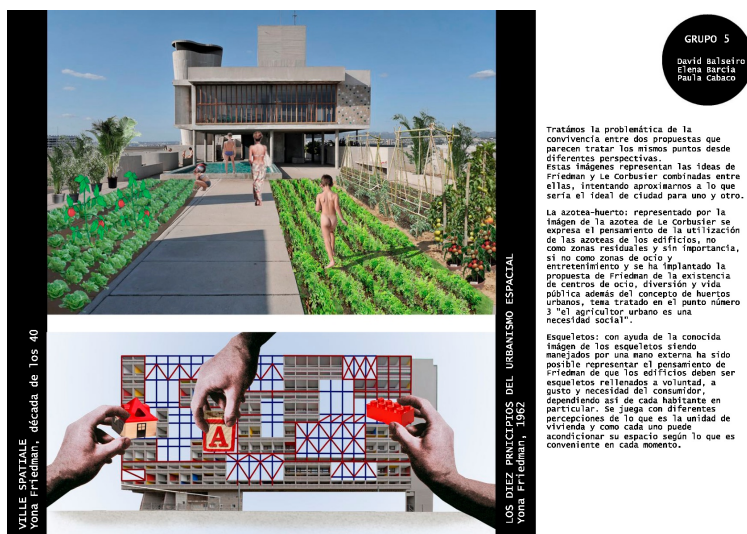 GRUPO 5
David Balseiro
Elena Barcia
Paula Cabaco
Tratámos la problemática de la
convivencia entre dos propuestas que
parecen tratar los mismos puntos desde
diferentes perspectivas.
Estas imágenes representan las ideas de
Friedman y Le Corbusier combinadas entre
ellas, intentando aproximarnos a lo que
sería el ideal de ciudad para uno y otro.
La azotea-huerto: representado por la
imágen de la azotea de Le Corbusier se
expresa el pensamiento de la utilización
de las azoteas de los edificios, no
como zonas residuales y sin importancia,
si no como zonas de ocio y
entretenimiento y se ha implantado la
propuesta de Friedman de la existencia
de centros de ocio, diversión y vida
pública además del concepto de huertos
urbanos, tema tratado en el punto número
3 "el agricltor urbano es una
necesidad social".
Esqueletos: con ayuda de la conocida
imágen de los esqueletos siendo
manejados por una mano externa ha sido
posible representar el pensamiento de
Friedman de que los edificios deben ser
esqueletos rellenados a voluntad, a
gusto y necesidad del consumidor,
dependiendo así de cada habitante en
particular. Se juega con diferentes
percepciones de lo que es la unidad de
vivienda y como cada uno puede
acondicionar su espacio según lo que es
conveniente en cada momento.
VILLE SPATIALE
Yona Friedman, década de los 40
LOS DIEZ PRNICIPIOS DEL URBANISMO ESPACIAL
Yona Friedman, 1962
A